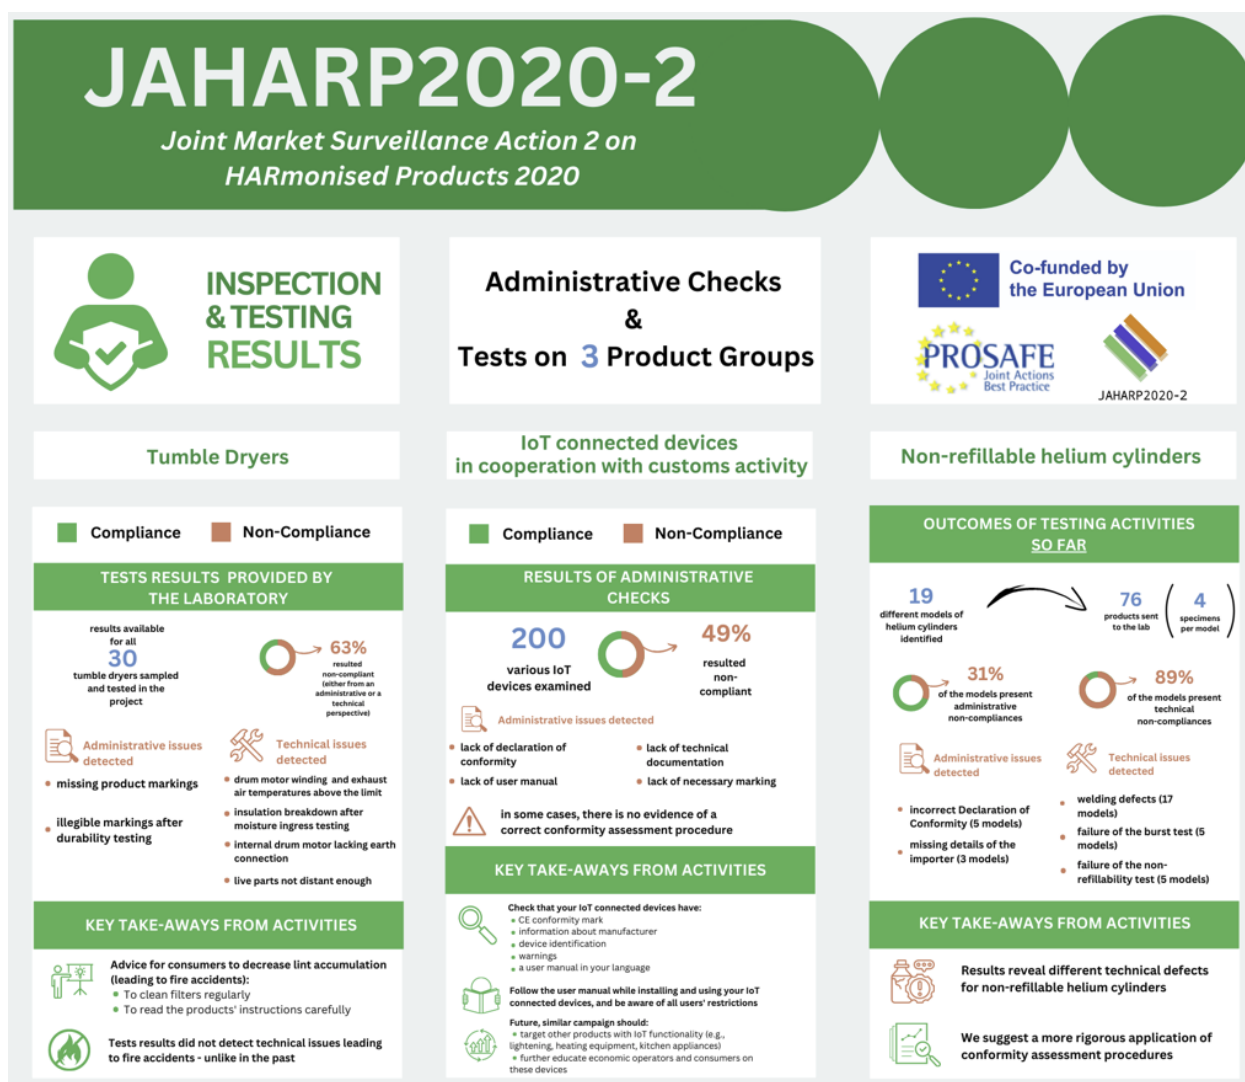 JAHARP2020-2
Joint Market Surveillance Action 2 on
HARmonised Products 2020
INSPECTION
& TESTING
RESULTS
Administrative Checks
&
Tests on 3 Product Groups
Co-funded by
the European Union
PROSAFE
Joint Actions
Best Practice
JAHARP2020-2
Tumble Dryers
Compliance
Non-Compliance
TESTS RESULTS PROVIDED BY
THE LABORATORY
results available
for all
30
tumble dryers sampled
and tested in the
project
63%
resulted
non-compliant
(either from an
administrative or a
technical
perspective)
Administrative issues
detected
missing product markings
illegible markings after
durability testing
Technical issues
detected
drum motor winding and exhaust
air temperatures above the limit
insulation breakdown after
moisture ingress testing
internal drum motor lacking earth
connection
live parts not distant enough
KEY TAKE-AWAYS FROM ACTIVITIES
Advice for consumers to decrease lint accumulation
(leading to fire accidents):
To clean filters regularly
To read the products' instructions carefully
Tests results did not detect technical issues leading
to fire accidents - unlike in the past
IoT connected devices
in cooperation with customs activity
Compliance
Non-Compliance
RESULTS OF ADMINISTRATIVE
CHECKS
200
various IoT
devices examined
49%
resulted
non-
compliant
Administrative issues detected
lack of declaration of
conformity
lack of user manual
lack of technical
documentation
lack of necessary marking
in some cases, there is no evidence of a
correct conformity assessment procedure
KEY TAKE-AWAYS FROM ACTIVITIES
Check that your IoT connected devices have:
CE conformity mark
information about manufacturer
device identification
warnings
a user manual in your language
Follow the user manual while installing and using your IoT
connected devices, and be aware of all users' restrictions
Future, similar campaign should:
target other products with IoT functionality (e.g.,
lightening, heating equipment, kitchen appliances)
further educate economic operators and consumers on
these devices
Non-refillable helium cylinders
OUTCOMES OF TESTING ACTIVITIES
SO FAR
19
different models of
helium cylinders
identified
76
products sent
to the lab
4
specimens
per model
31%
of the models present
administrative
non-compliances
89%
of the models present
technical
non-compliances
Administrative issues
detected
incorrect Declaration of
Conformity (5 models)
missing details of the
importer (3 models)
Technical issues
detected
welding defects (17
models)
failure of the burst test (5
models)
failure of the non-
refillability test (5 models)
KEY TAKE-AWAYS FROM ACTIVITIES
Results reveal different technical defects
for non-refillable helium cylinders
We suggest a more rigorous application of
conformity assessment procedures